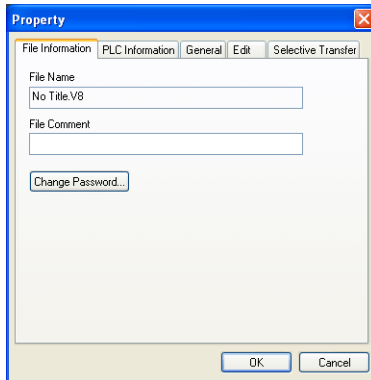 Property
File Information PLC Information General Edit Selective Transfer
File Name
No Title.V8
File Comment
Change Password...
OK Cancel